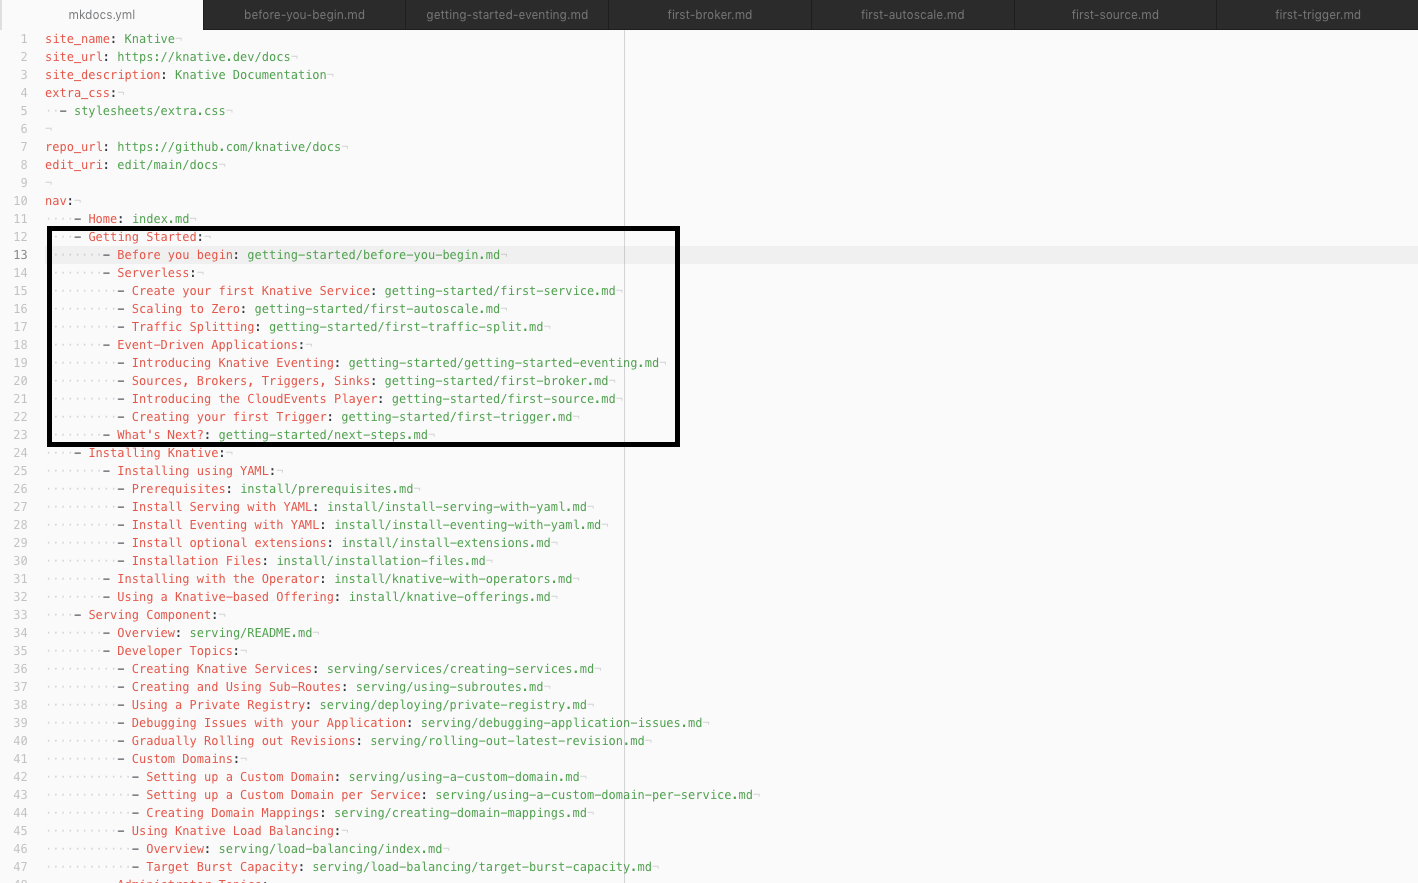 mkdocs.yml before-you-begin.md getting-started-eventing.md first-broker.md first-autoscale.md first-source.md first-trigger.md
1 site_name: Knative
2 site_url: https://knative.dev/docs
3 site_description: Knative Documentation
4 extra_css:
5 - stylesheets/extra.css
6
7 repo_url: https://github.com/knative/docs
8 edit_uri: edit/main/docs
9
10 nav:
11 - Home: index.md
12 - Getting Started:
13 - Before you begin: getting-started/before-you-begin.md
14 - Serverless:
15 - Create your first Knative Service: getting-started/first-service.md
16 - Scaling to Zero: getting-started/first-autoscale.md
17 - Traffic Splitting: getting-started/first-traffic-split.md
18 - Event-Driven Applications:
19 - Introducing Knative Eventing: getting-started/getting-started-eventing.md
20 - Sources, Brokers, Triggers, Sinks: getting-started/first-broker.md
21 - Introducing the CloudEvents Player: getting-started/first-source.md
22 - Creating your first Trigger: getting-started/first-trigger.md
23 - What's Next?: getting-started/next-steps.md
24 - Installing Knative:
25 - Installing using YAML:
26 - Prerequisites: install/prerequisites.md
27 - Install Serving with YAML: install/install-serving-with-yaml.md
28 - Install Eventing with YAML: install/install-eventing-with-yaml.md
29 - Install optional extensions: install/install-extensions.md
30 - Installation Files: install/installation-files.md
31 - Installing with the Operator: install/knative-with-operators.md
32 - Using a Knative-based Offering: install/knative-offerings.md
33 - Serving Component:
34 - Overview: serving/README.md
35 - Developer Topics:
36 - Creating Knative Services: serving/services/creating-services.md
37 - Creating and Using Sub-Routes: serving/using-subroutes.md
38 - Using a Private Registry: serving/deploying/private-registry.md
39 - Debugging Issues with your Application: serving/debugging-application-issues.md
40 - Gradually Rolling out Revisions: serving/rolling-out-latest-revision.md
41 - Custom Domains:
42 - Setting up a Custom Domain: serving/using-a-custom-domain.md
43 - Setting up a Custom Domain per Service: serving/using-a-custom-domain-per-service.md
44 - Creating Domain Mappings: serving/creating-domain-mappings.md
45 - Using Knative Load Balancing:
46 - Overview: serving/load-balancing/index.md
47 - Target Burst Capacity: serving/load-balancing/target-burst-capacity.md